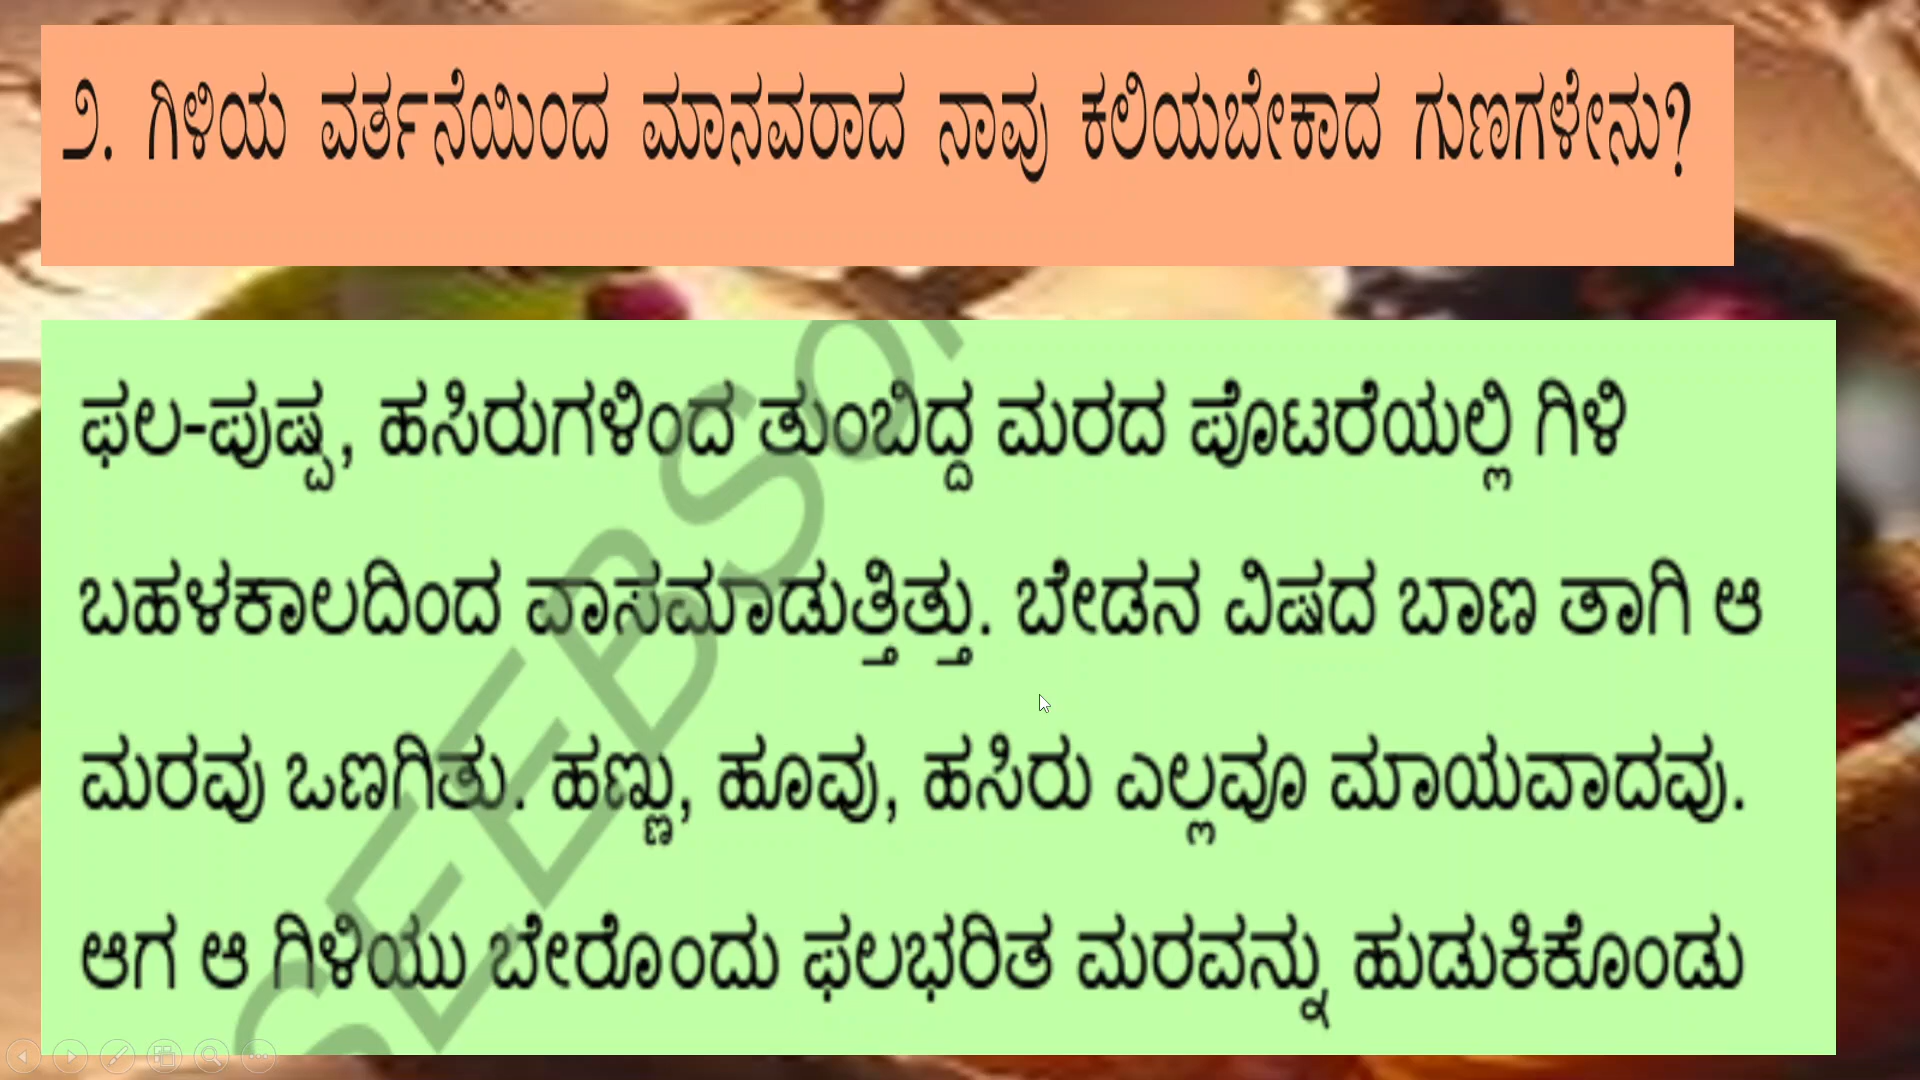 ೨. ಗಿಳಿಯ ವರ್ತನೆಯಿಂದ ಮಾನವರಾದ ನಾವು ಕಲಿಯಬೇಕಾದ ಗುಣಗಳೇನು?
ಫಲ-ಪುಷ್ಪ, ಹಸಿರುಗಳಿಂದ ತುಂಬಿದ್ದ ಮರದ ಪೊಟರೆಯಲ್ಲಿ ಗಿಳಿ
ಬಹಳಕಾಲದಿಂದ ವಾಸಮಾಡುತ್ತಿತ್ತು. ಬೇಡನ ವಿಷದ ಬಾಣ ತಾಗಿ ಆ
ಮರವು ಒಣಗಿತು. ಹಣ್ಣು, ಹೂವು, ಹಸಿರು ಎಲ್ಲವೂ ಮಾಯವಾದವು.
ಆಗ ಆ ಗಿಳಿಯು ಬೇರೊಂದು ಫಲಭರಿತ ಮರವನ್ನು ಹುಡುಕಿಕೊಂಡು